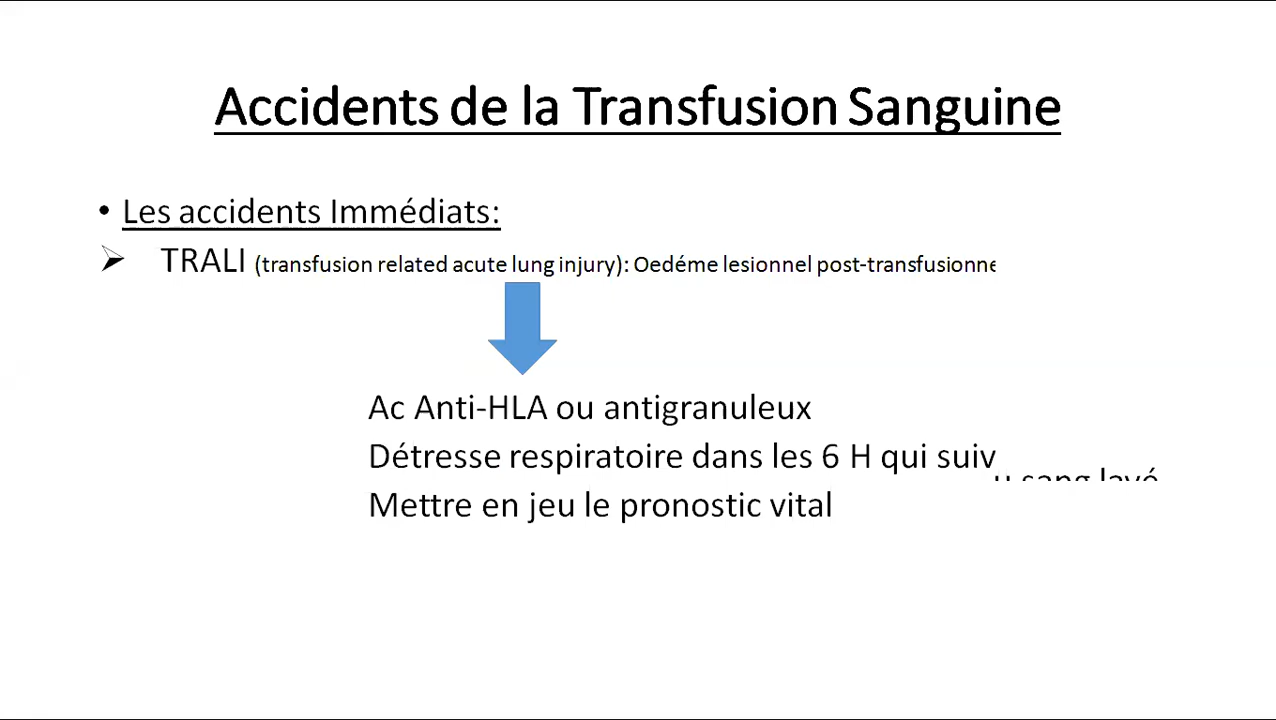 Accidents de la Transfusion Sanguine
• Les accidents Immédiats:
➢ TRALI (transfusion related acute lung injury): Oedéme lesionnel post-transfusionne
Ac Anti-HLA ou antigranuleux
Détresse respiratoire dans les 6 H qui suiv
sang lavé
Mettre en jeu le pronostic vital